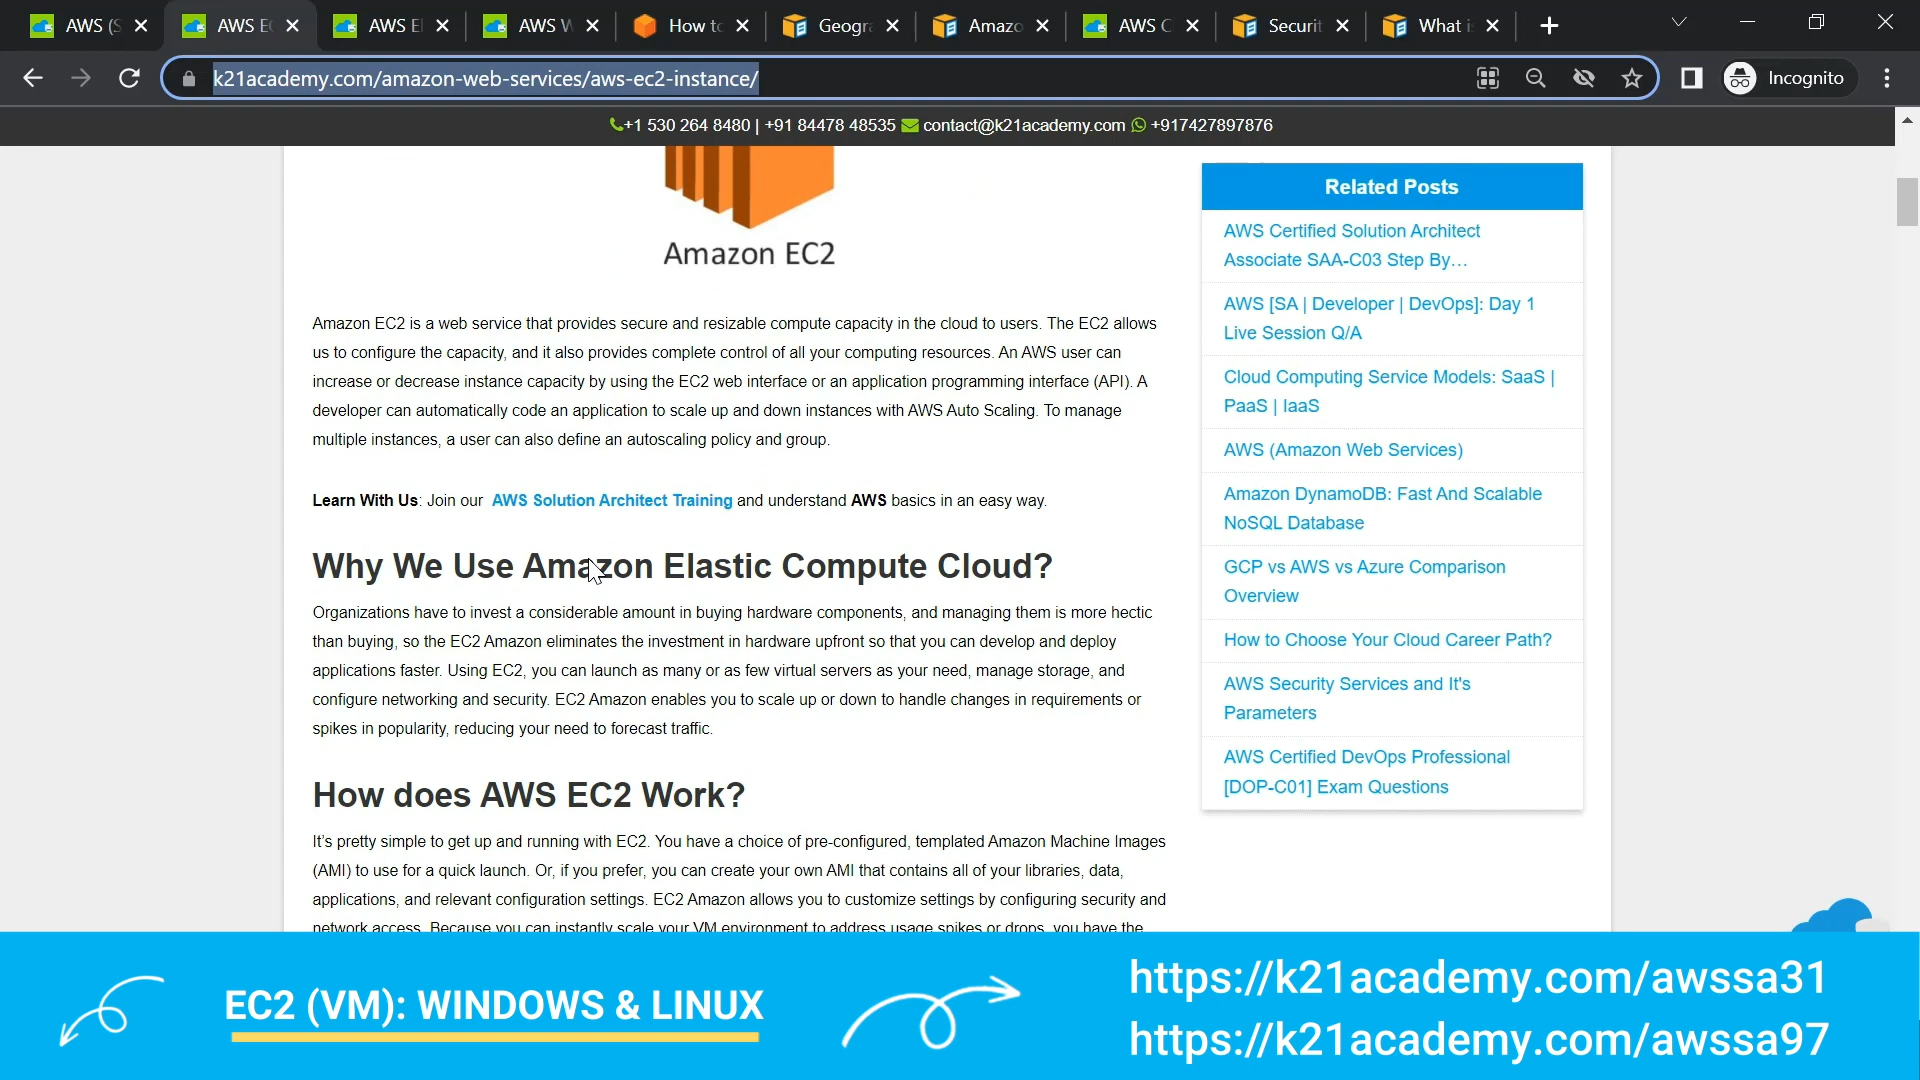 AWS (S
AWS EC
AWS El
AWS W
How to
Geogra
Amazo
AWS C
Securit
What i
k21academy.com/amazon-web-services/aws-ec2-instance/
Incognito
+1 530 264 8480 | +91 84478 48535 contact@k21academy.com +917427897876
Amazon EC2
Amazon EC2 is a web service that provides secure and resizable compute capacity in the cloud to users. The EC2 allows
us to configure the capacity, and it also provides complete control of all your computing resources. An AWS user can
increase or decrease instance capacity by using the EC2 web interface or an application programming interface (API). A
developer can automatically code an application to scale up and down instances with AWS Auto Scaling. To manage
multiple instances, a user can also define an autoscaling policy and group.
Learn With Us: Join our AWS Solution Architect Training and understand AWS basics in an easy way.
Why We Use Amazon Elastic Compute Cloud?
Organizations have to invest a considerable amount in buying hardware components, and managing them is more hectic
than buying, so the EC2 Amazon eliminates the investment in hardware upfront so that you can develop and deploy
applications faster. Using EC2, you can launch as many or as few virtual servers as your need, manage storage, and
configure networking and security. EC2 Amazon enables you to scale up or down to handle changes in requirements or
spikes in popularity, reducing your need to forecast traffic.
How does AWS EC2 Work?
It's pretty simple to get up and running with EC2. You have a choice of pre-configured, templated Amazon Machine Images
(AMI) to use for a quick launch. Or, if you prefer, you can create your own AMI that contains all of your libraries, data,
applications, and relevant configuration settings. EC2 Amazon allows you to customize settings by configuring security and
network access. Because you can instantly scale your VM environment to address usage spikes or drops, you have the
Related Posts
AWS Certified Solution Architect
Associate SAA-C03 Step By…
AWS [SA | Developer | DevOps]: Day 1
Live Session Q/A
Cloud Computing Service Models: SaaS |
PaaS | IaaS
AWS (Amazon Web Services)
Amazon DynamoDB: Fast And Scalable
NoSQL Database
GCP vs AWS vs Azure Comparison
Overview
How to Choose Your Cloud Career Path?
AWS Security Services and It's
Parameters
AWS Certified DevOps Professional
[DOP-C01] Exam Questions
EC2 (VM): WINDOWS & LINUX
https://k21academy.com/awssa31
https://k21academy.com/awssa97